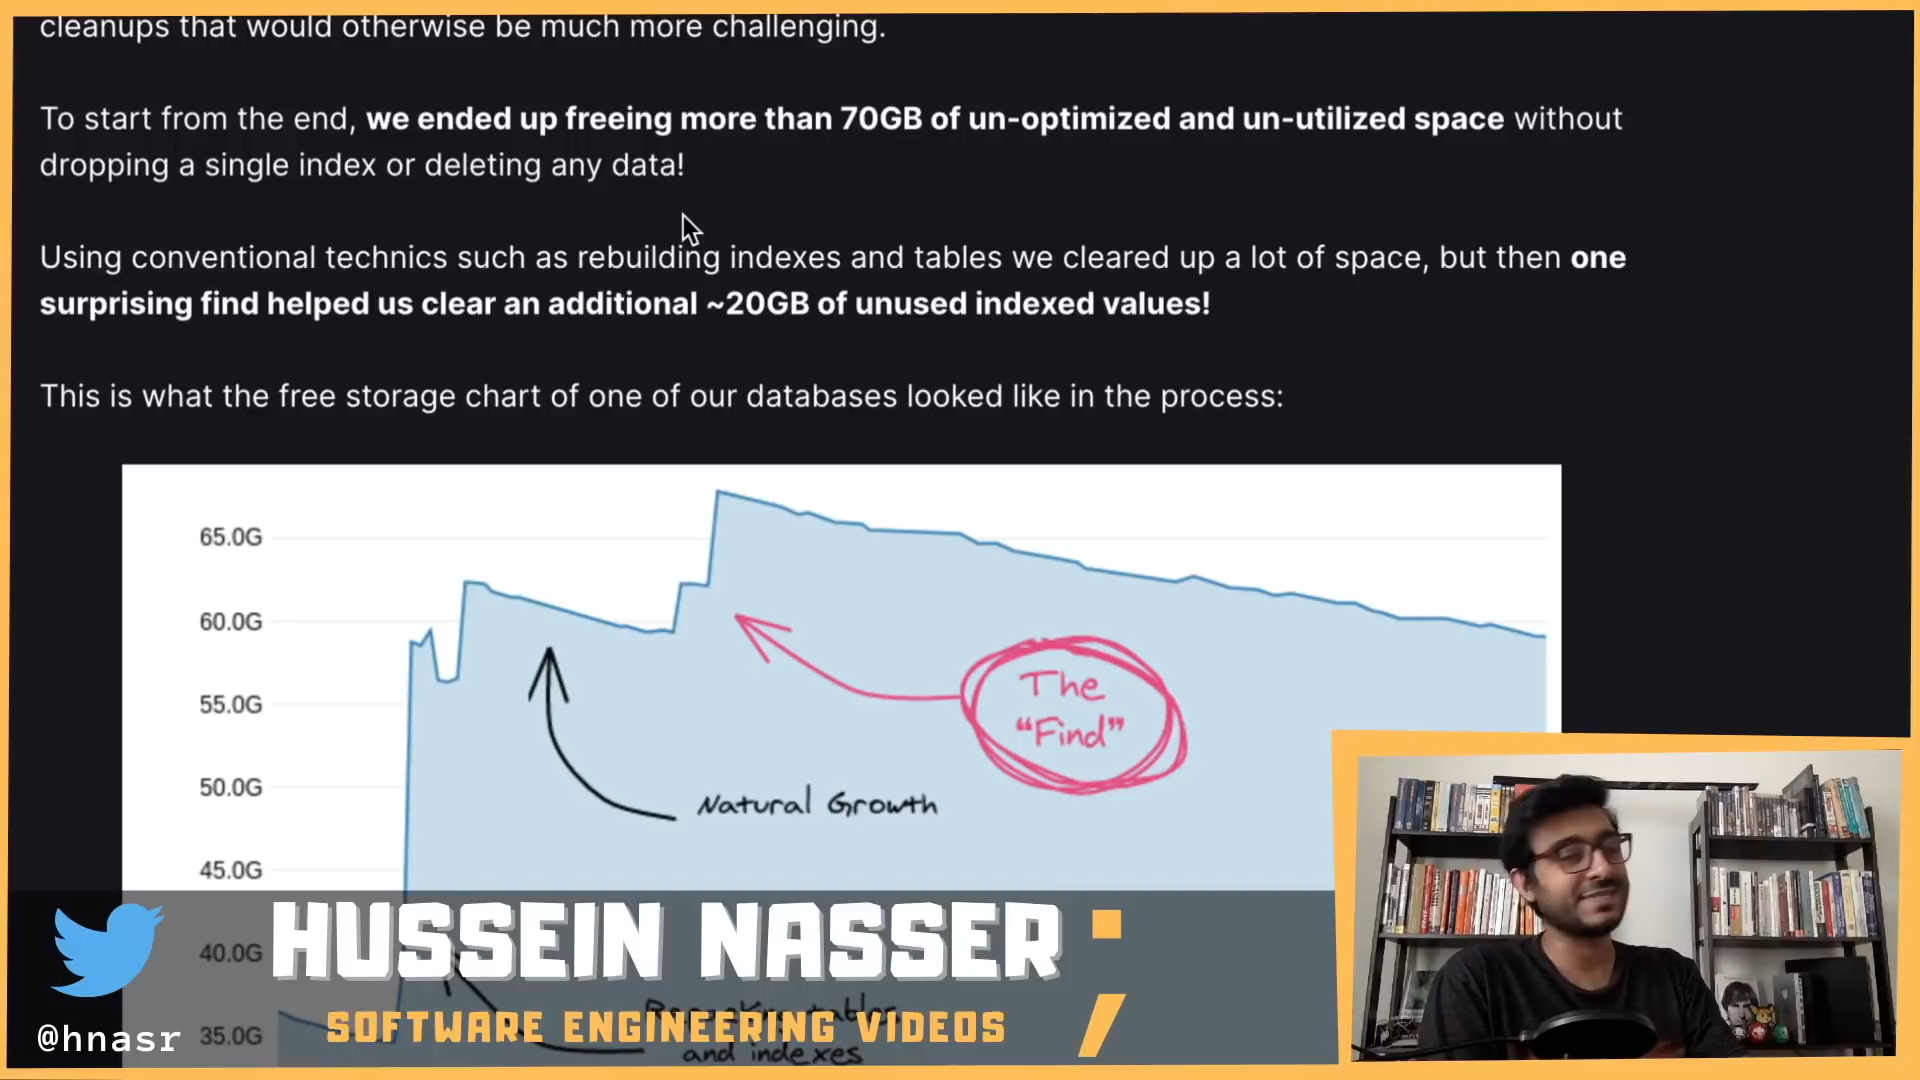 cleanups that would otherwise be much more challenging.
To start from the end, we ended up freeing more than 70GB of un-optimized and un-utilized space without
dropping a single index or deleting any data!
Using conventional technics such as rebuilding indexes and tables we cleared up a lot of space, but then one
surprising find helped us clear an additional ~20GB of unused indexed values!
This is what the free storage chart of one of our databases looked like in the process:
65.0G
60.0G
55.0G
50.0G
45.0G
40.0G
35.0G
The
“Find”
Natural Growth
and indexes
HUSSEIN NASSER ;
SOFTWARE ENGINEERING VIDEOS
@hnasr